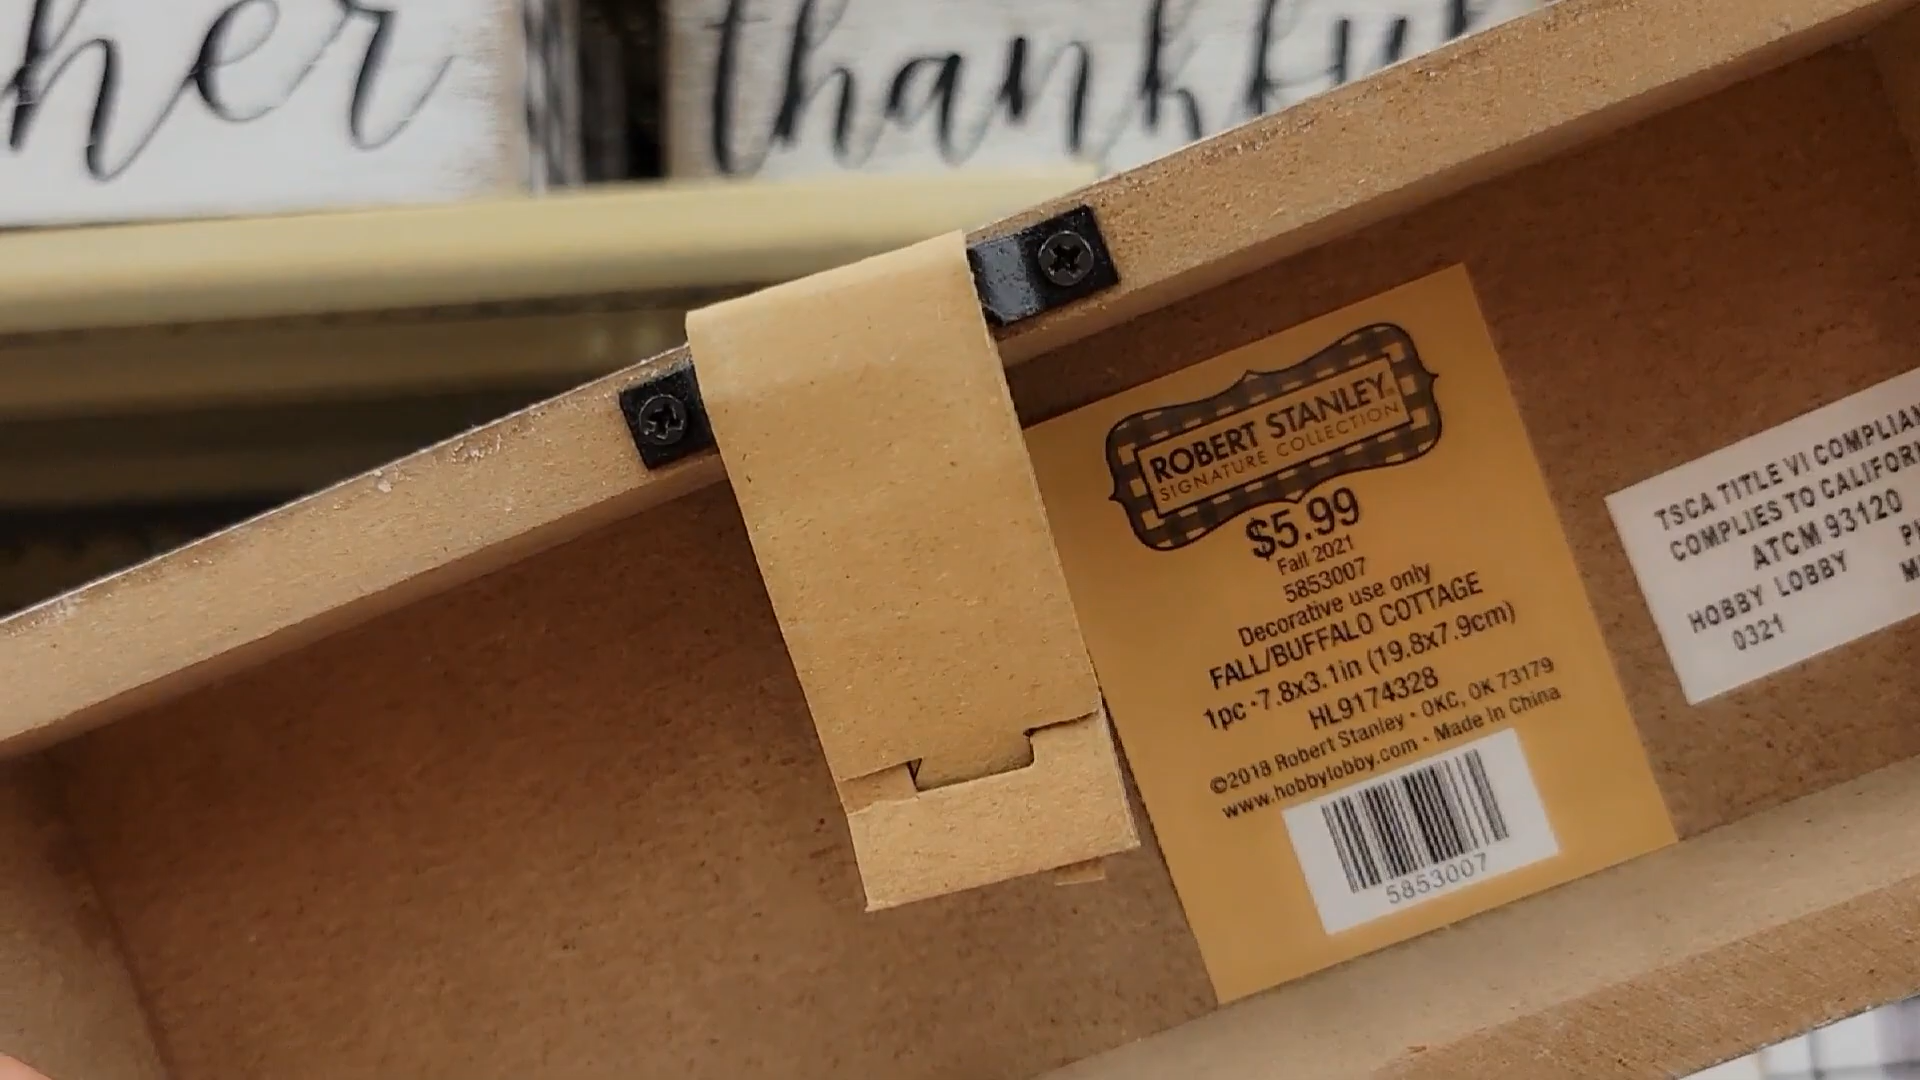 her
thankful
ROBERT STANLEY
SIGNATURE COLLECTION
$5.99
Fall 2021
5853007
Decorative use only
FALL/BUFFALO COTTAGE
1pc • 7.8x3.1in (19.8x7.9cm)
HL9174328
©2018 Robert Stanley • OKC, OK 73179
www.hobbylobby.com • Made In China
5853007
TSCA TITLE VI COMPLIAN
COMPLIES TO CALIFORN
ATCM 93120
HOBBY LOBBY
0321